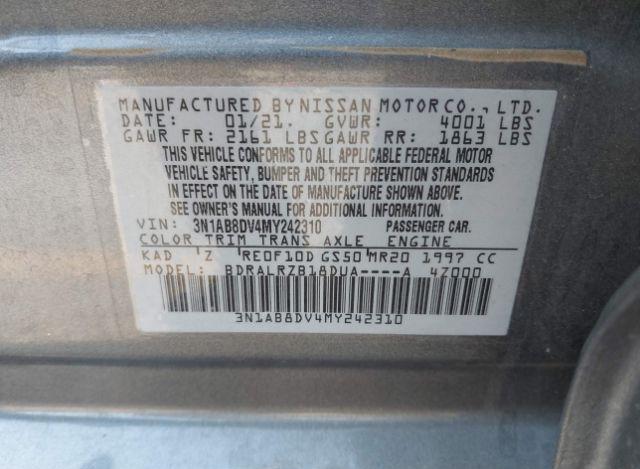 MANUFACTURED BY NISSAN MOTOR CO., LTD.
DATE: 01/21. GVWR: 4001 LBS
GAWR FR: 2161 LBS GAWR RR: 1863 LBS
THIS VEHICLE CONFORMS TO ALL APPLICABLE FEDERAL MOTOR
VEHICLE SAFETY, BUMPER AND THEFT PREVENTION STANDARDS
IN EFFECT ON THE DATE OF MANUFACTURE SHOWN ABOVE.
SEE OWNER'S MANUAL FOR ADDITIONAL INFORMATION.
VIN: 3N1AB8DV4MY242310 PASSENGER CAR.
COLOR TRIM TRANS AXLE ENGINE
KAD 'Z 'RE0F10D GS50'MR20 1997 CC
MODEL: BDRALRZB18DUA----A 4Z000
3N1AB8DV4MY242310